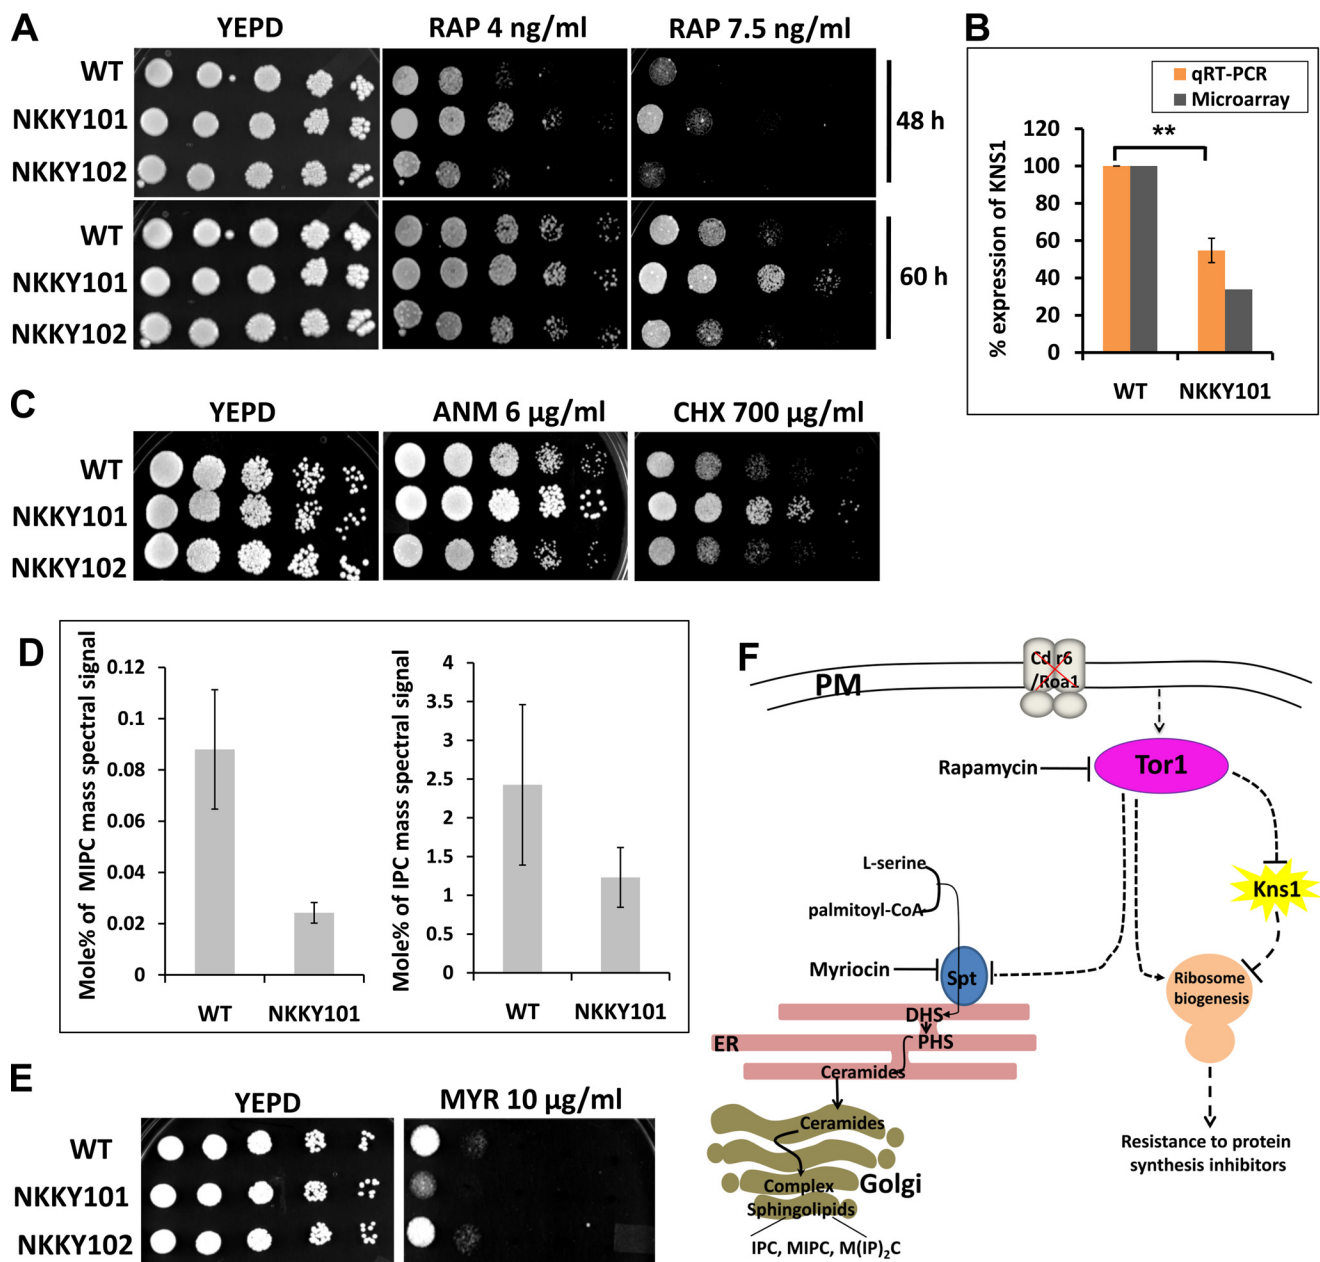 A
YEPD
RAP 4 ng/ml
RAP 7.5 ng/ml
WT
NKKY101
NKKY102
48 h
WT
NKKY101
NKKY102
60 h
B
qRT-PCR
Microarray
% expression of KNS1
120
100
80
60
40
20
0
**
WT
NKKY101
C
YEPD
ANM 6 µg/ml
CHX 700 µg/ml
WT
NKKY101
NKKY102
D
Mole% of MIPC mass spectral signal
0.12
0.1
0.08
0.06
0.04
0.02
0
WT
NKKY101
Mole% of IPC mass spectral signal
4
3.5
3
2.5
2
1.5
1
0.5
0
WT
NKKY101
E
YEPD
MYR 10 µg/ml
WT
NKKY101
NKKY102
F
PM
Cdr6
/Roa1
Rapamycin
Tor1
L-serine
palmitoyl-CoA
Kns1
Myriocin
Spt
Ribosome
biogenesis
DHS
ER
PHS
Ceramides
Ceramides
Complex
Golgi
Sphingolipids
IPC, MIPC, M(IP)₂C
Resistance to protein
synthesis inhibitors